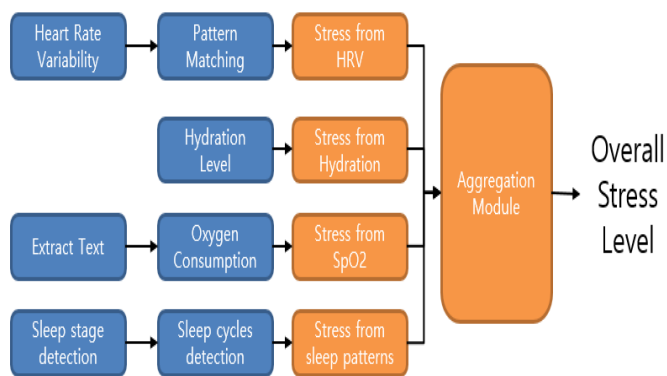 Heart Rate
Variability
Pattern
Matching
Stress from
HRV
Hydration
Level
Stress from
Hydration
Extract Text
Oxygen
Consumption
Stress from
SpO2
Sleep stage
detection
Sleep cycles
detection
Stress from
sleep patterns
Aggregation
Module
Overall
Stress
Level